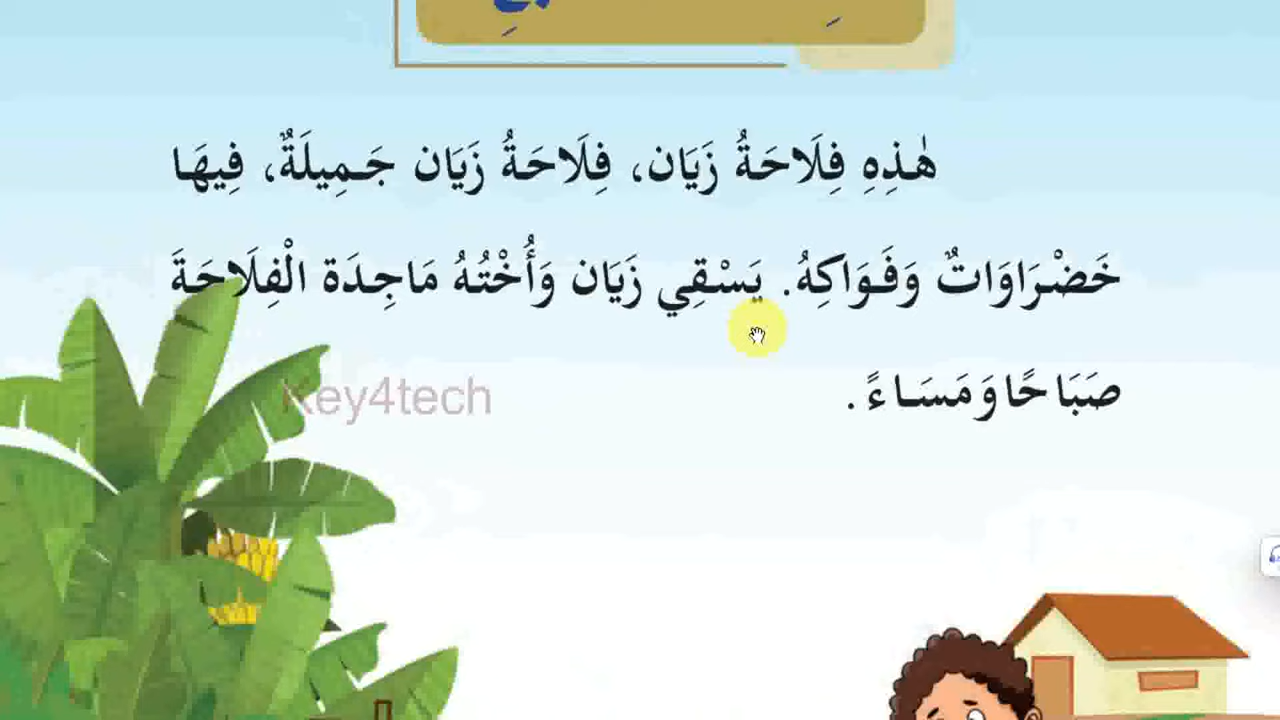 هٰذِهِ فِلَاحَةُ زَيَان، فِلَاحَةُ زَيَان جَمِيلَةٌ، فِيهَا
خَضْرَاوَاتٌ وَفَوَاكِهُ. يَسْقِي زَيَان وَأُخْتُهُ مَاجِدَة الْفِلَاحَةَ
صَبَاحًا وَمَسَاءً.
Key4tech